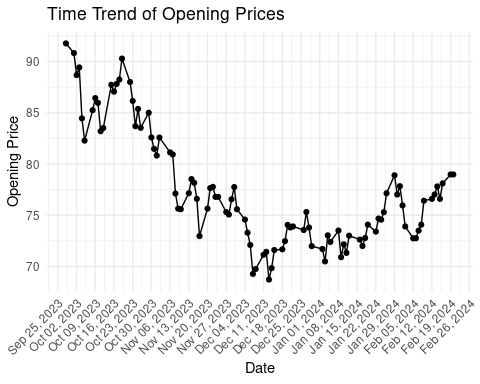 Time Trend of Opening Prices
Opening Price
90
85
80
75
70
Sep 25, 2023
Oct 02, 2023
Oct 09, 2023
Oct 16, 2023
Oct 23, 2023
Oct 30, 2023
Nov 06, 2023
Nov 13, 2023
Nov 20, 2023
Nov 27, 2023
Dec 04, 2023
Dec 11, 2023
Dec 18, 2023
Dec 25, 2023
Jan 01, 2024
Jan 08, 2024
Jan 15, 2024
Jan 22, 2024
Jan 29, 2024
Feb 05, 2024
Feb 12, 2024
Feb 19, 2024
Feb 26, 2024
Date